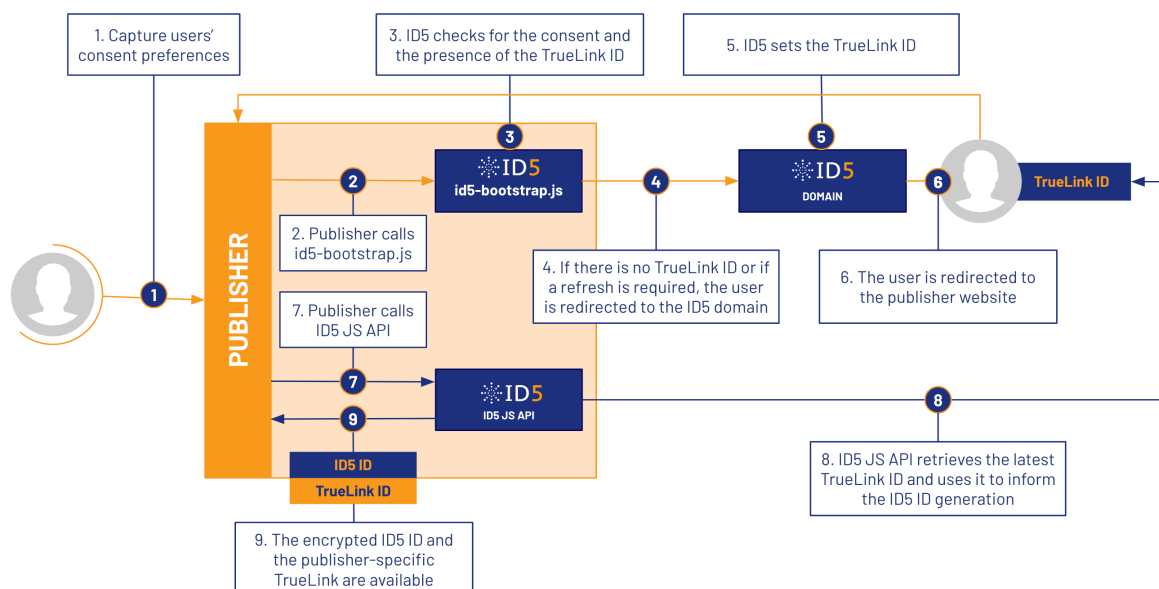 1. Capture users'
consent preferences
3. ID5 checks for the consent and
the presence of the TrueLink ID
5. ID5 sets the TrueLink ID
3
5
ID5
id5-bootstrap.js
ID5
DOMAIN
2
4
6
TrueLink ID
2. Publisher calls
id5-bootstrap.js
PUBLISHER
4. If there is no TrueLink ID or if
a refresh is required, the user
is redirected to the ID5 domain
6. The user is redirected to
the publisher website
1
7. Publisher calls
ID5 JS API
7
ID5
ID5 JS API
8
9
ID5 ID
TrueLink ID
8. ID5 JS API retrieves the latest
TrueLink ID and uses it to inform
the ID5 ID generation
9. The encrypted ID5 ID and
the publisher-specific
TrueLink are available